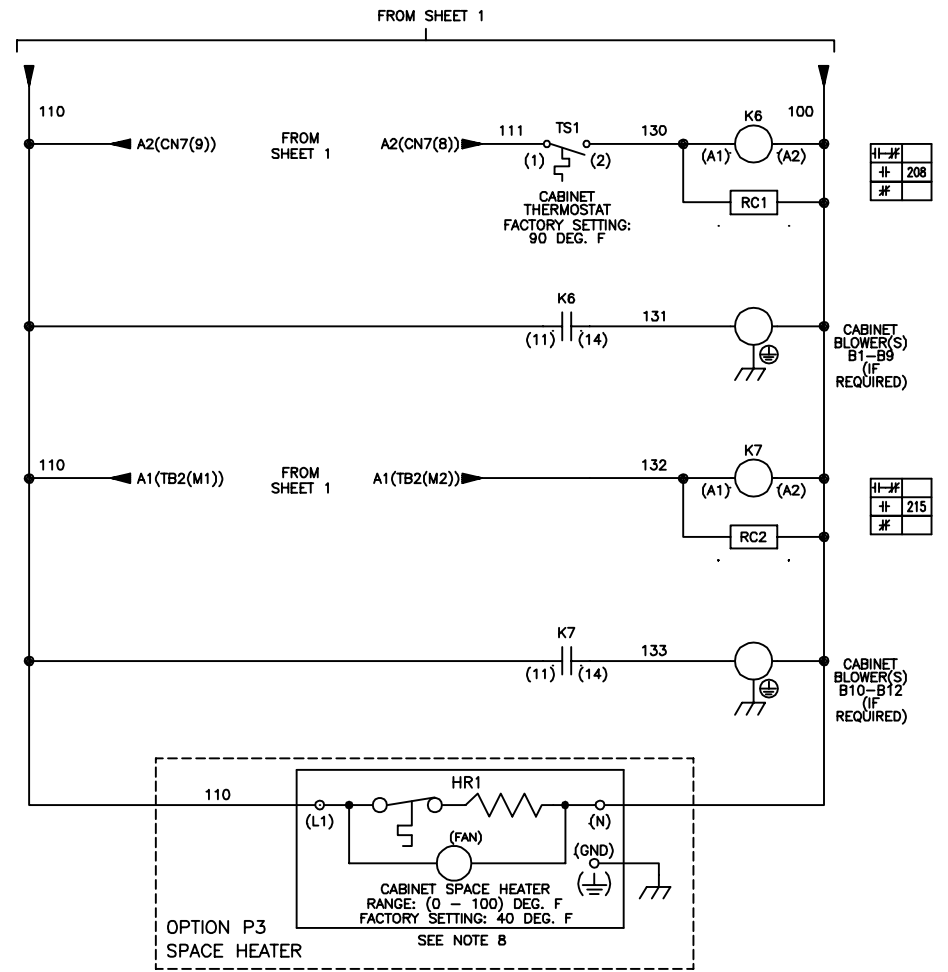 FROM SHEET 1
110
100
A2(CN7(9))
FROM
SHEET 1
A2(CN7(8))
111
TS1
(1)
(2)
130
K6
(A1)
(A2)
RC1
208
CABINET
THERMOSTAT
FACTORY SETTING:
90 DEG. F
K6
(11)
(14)
131
CABINET
BLOWER(S)
B1-B9
(IF
REQUIRED)
110
A1(TB2(M1))
FROM
SHEET 1
A1(TB2(M2))
132
K7
(A1)
(A2)
RC2
215
K7
(11)
(14)
133
CABINET
BLOWER(S)
B10-B12
(IF
REQUIRED)
110
HR1
(L1)
(N)
(FAN)
(GND)
CABINET SPACE HEATER
RANGE: (0 - 100) DEG. F
FACTORY SETTING: 40 DEG. F
SEE NOTE 8
OPTION P3
SPACE HEATER